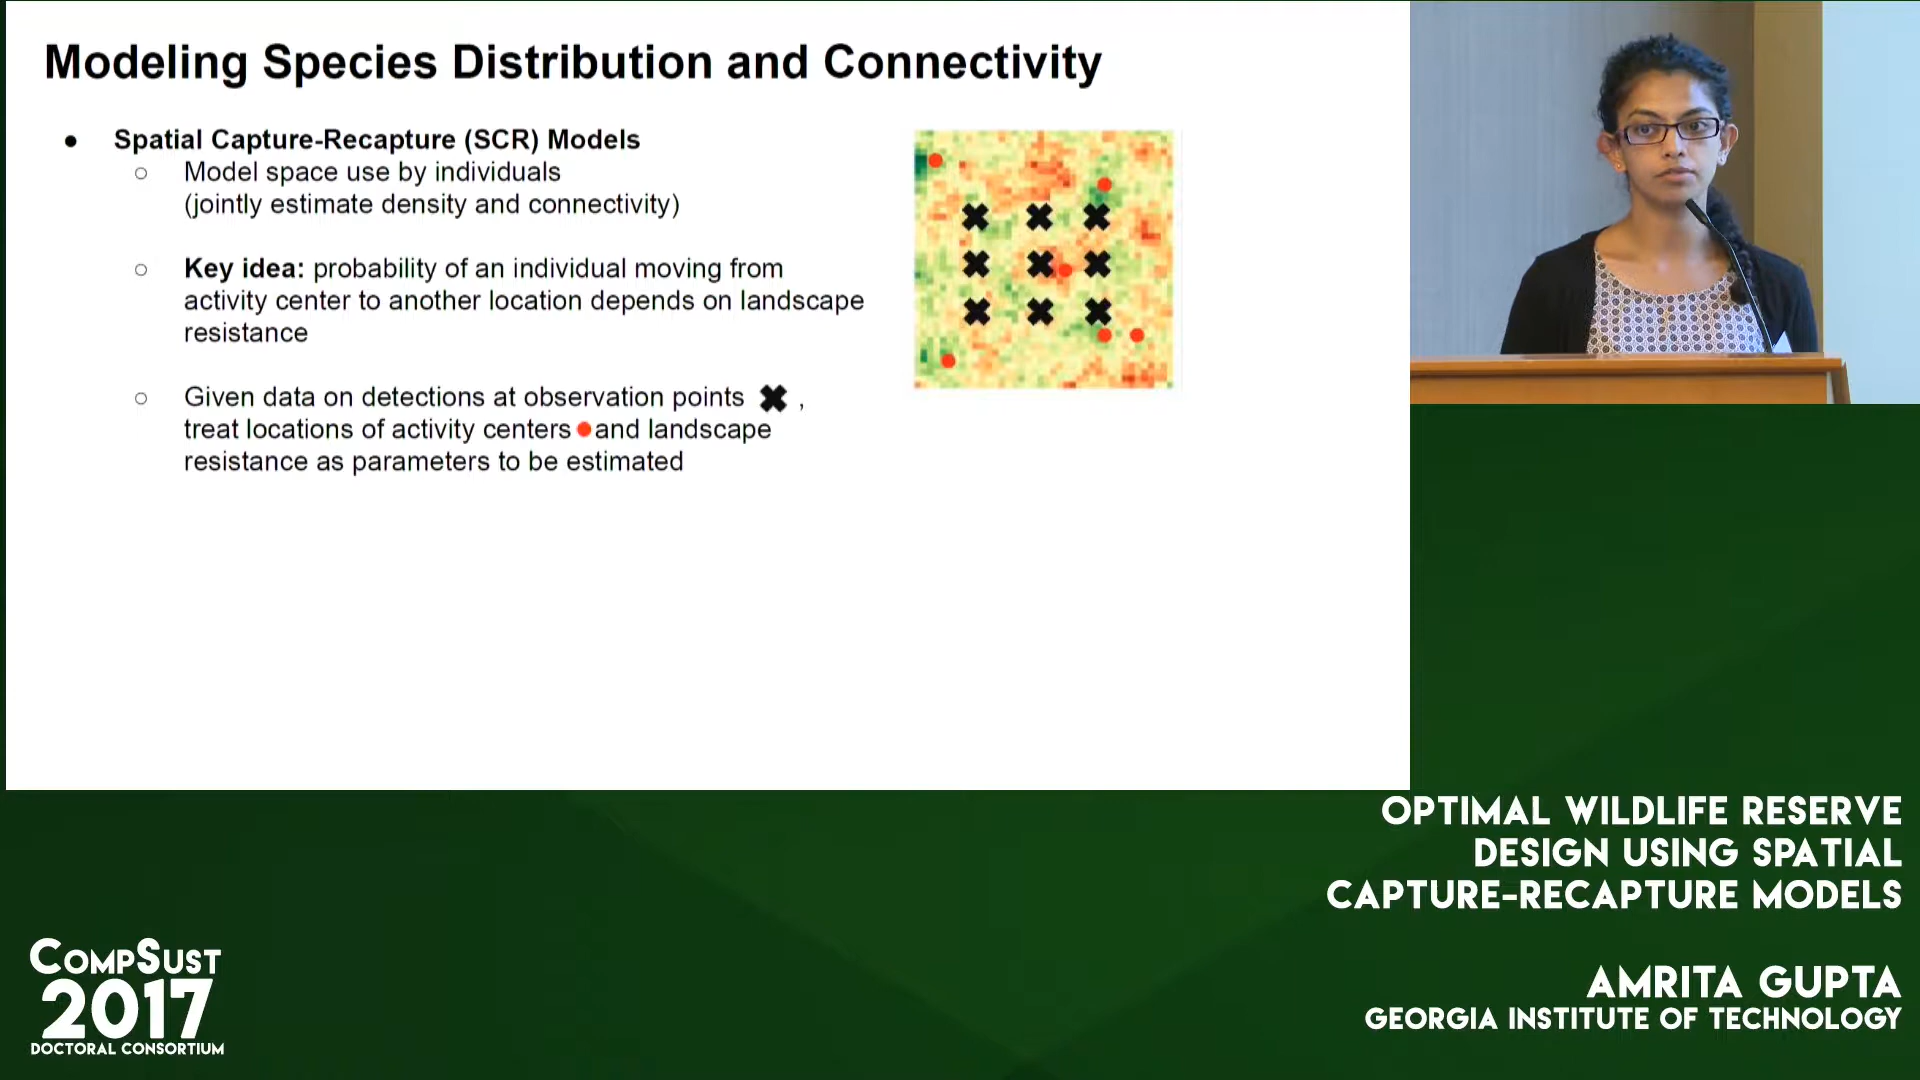 Modeling Species Distribution and Connectivity
● Spatial Capture-Recapture (SCR) Models
○ Model space use by individuals
(jointly estimate density and connectivity)
○ Key idea: probability of an individual moving from
activity center to another location depends on landscape
resistance
○ Given data on detections at observation points ✖ ,
treat locations of activity centers ● and landscape
resistance as parameters to be estimated
OPTIMAL WILDLIFE RESERVE
DESIGN USING SPATIAL
CAPTURE-RECAPTURE MODELS
AMRITA GUPTA
GEORGIA INSTITUTE OF TECHNOLOGY
COMPSUST
2017
DOCTORAL CONSORTIUM